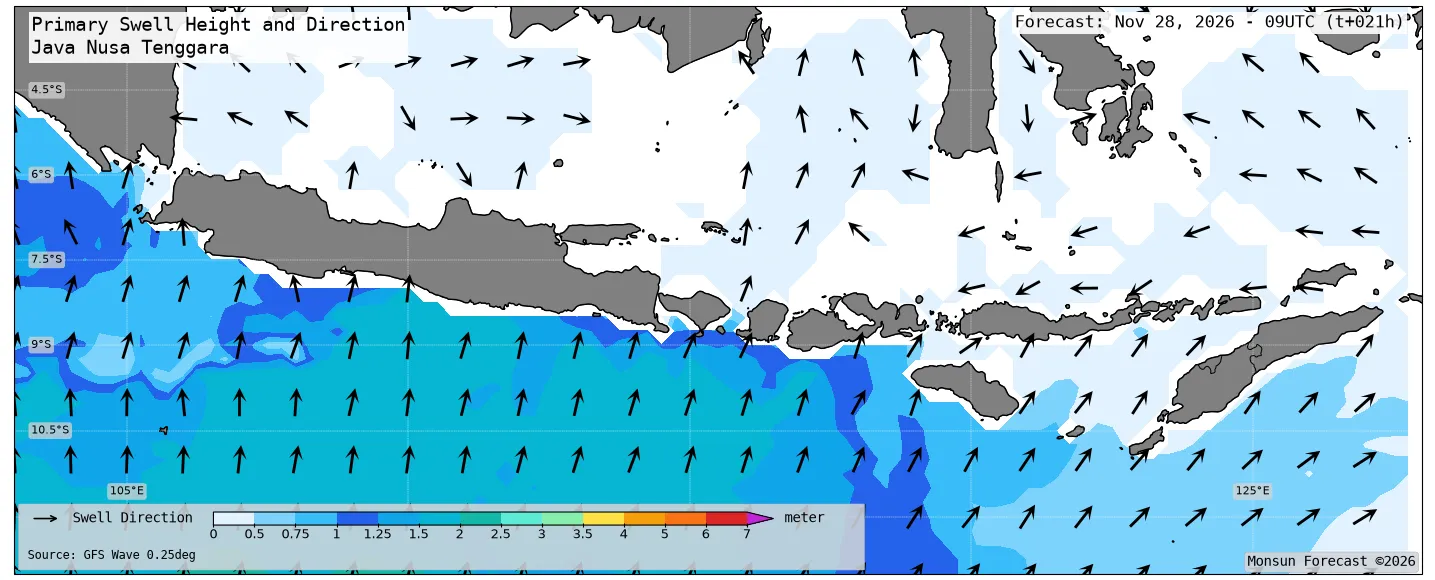 Primary Swell Height and Direction
Java Nusa Tenggara
Forecast: Nov 28, 2026 - 09UTC (t+021h)
4.5°S
6°S
7.5°S
9°S
10.5°S
105°E
125°E
Swell Direction
0 0.5 0.75 1 1.25 1.5 2 2.5 3 3.5 4 5 6 7
meter
Source: GFS Wave 0.25deg
Monsun Forecast ©2026